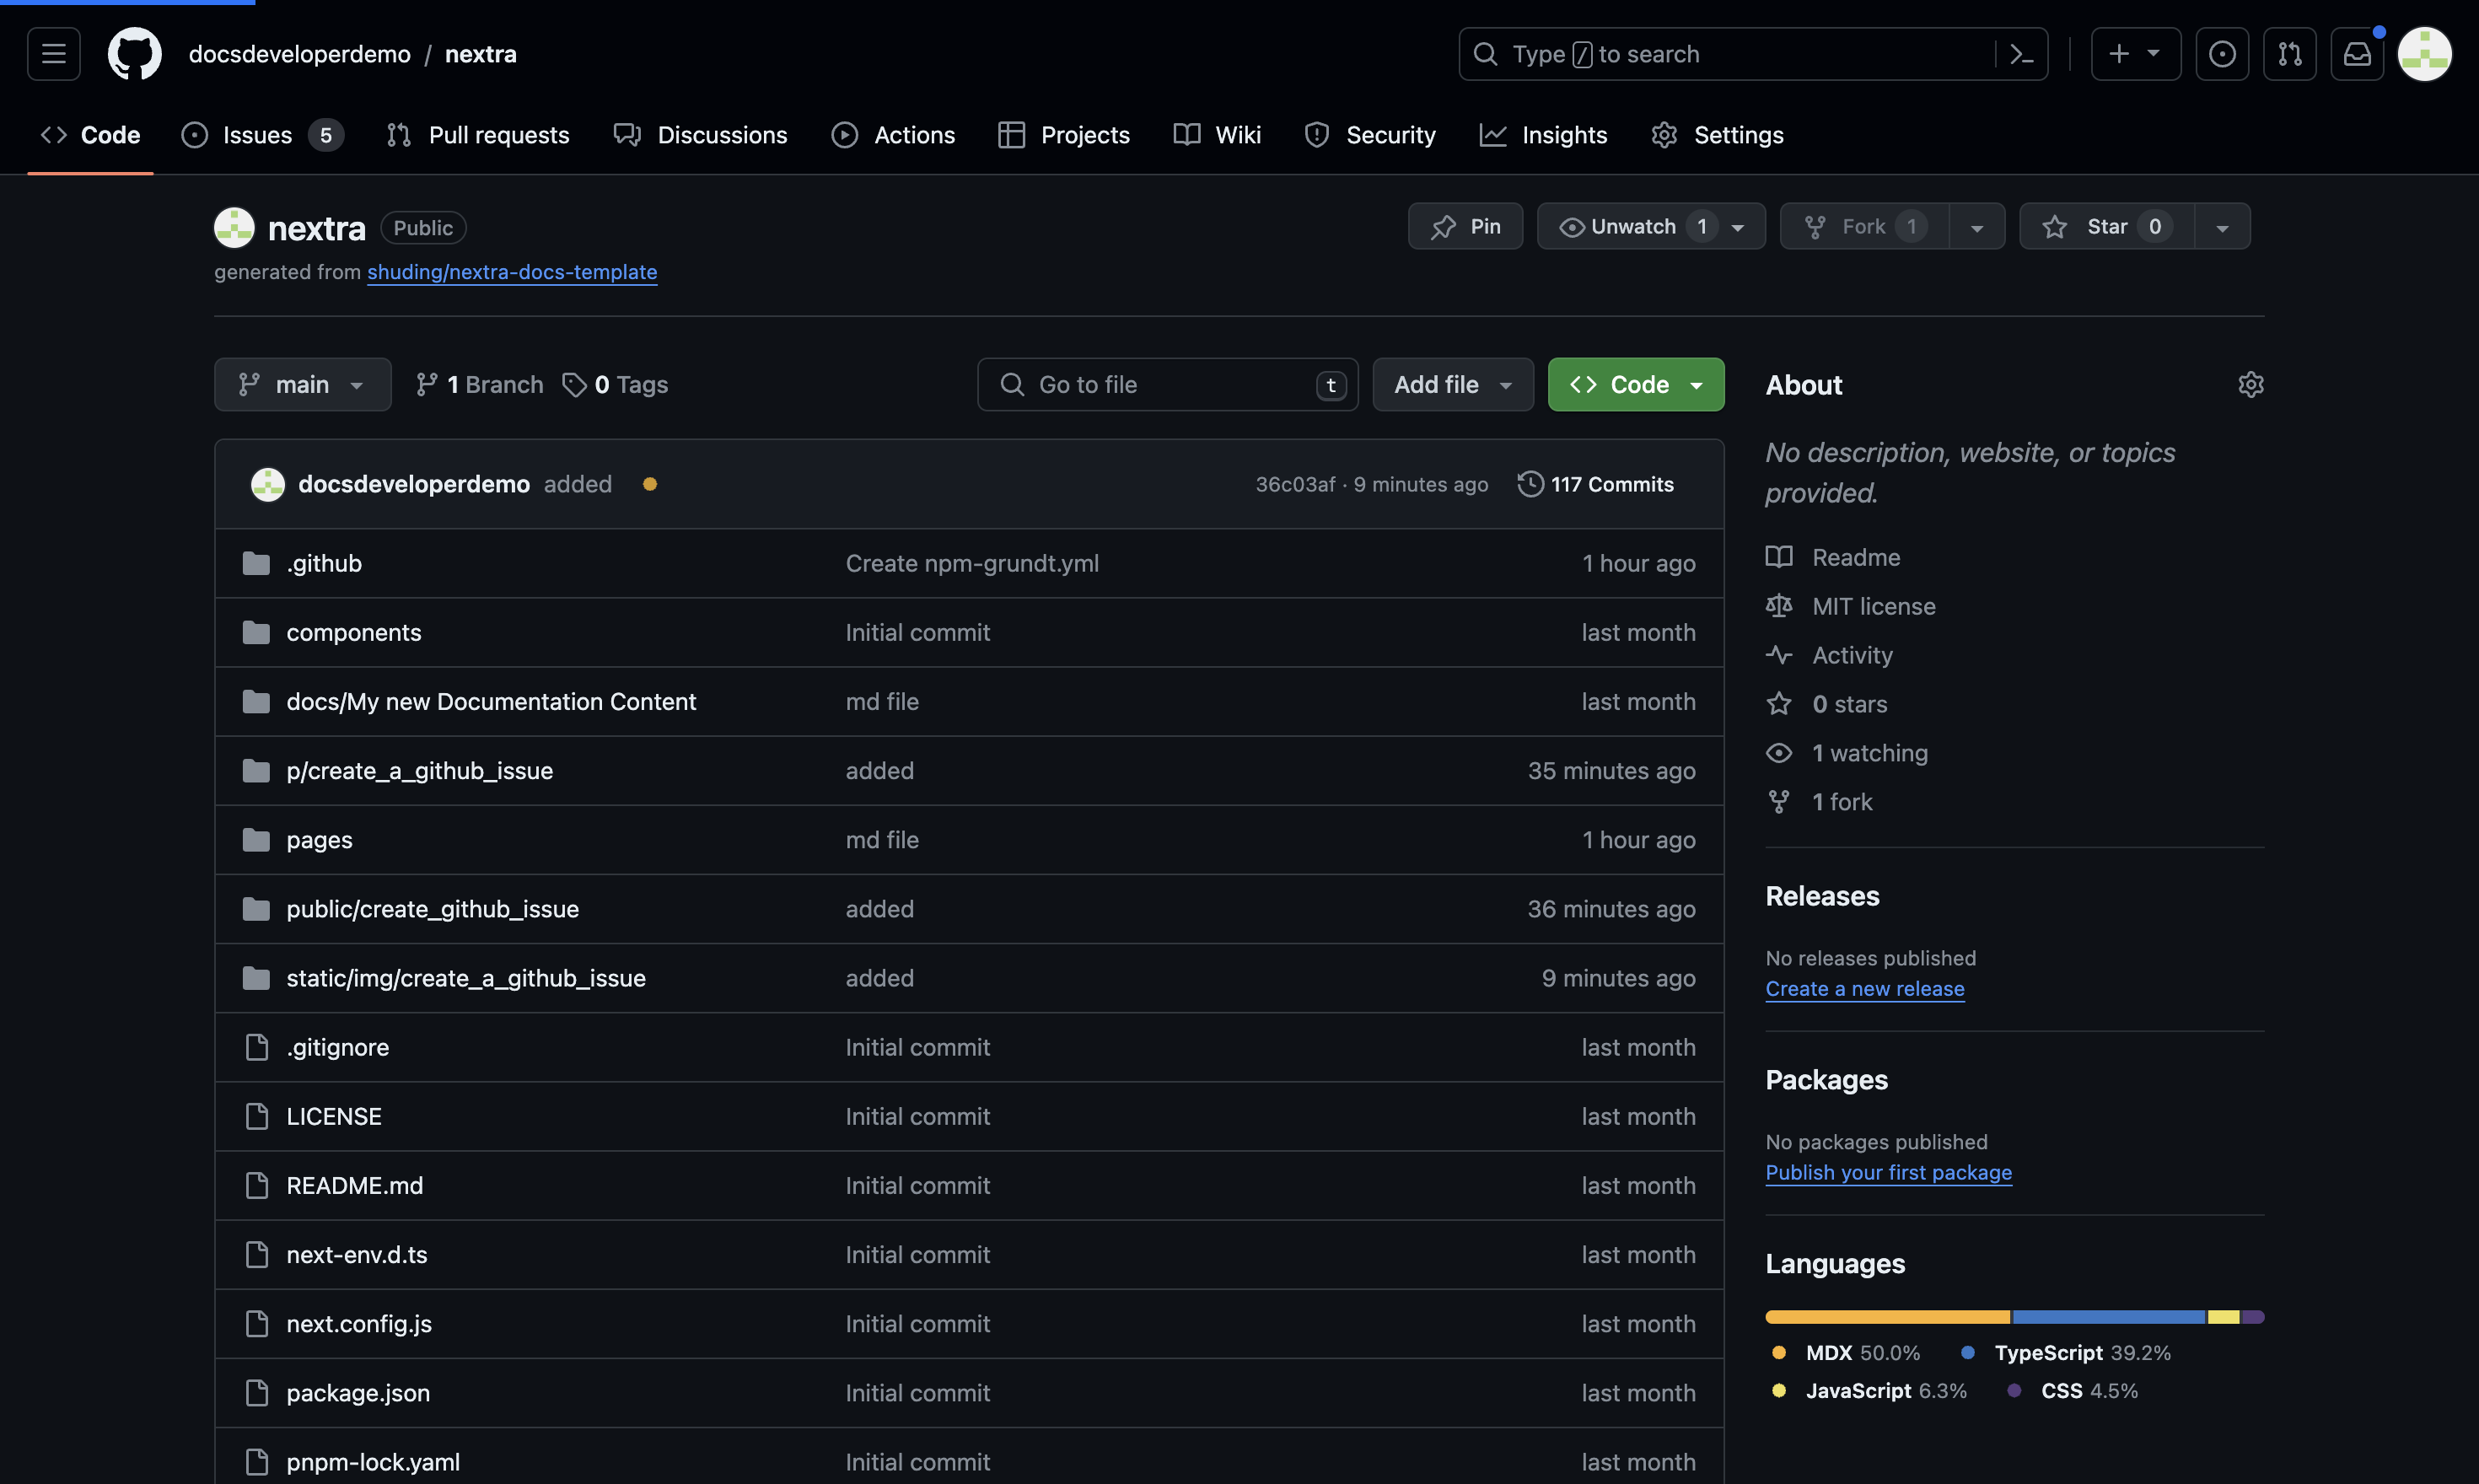 docsdeveloperdemo / nextra
Type / to search
Code Issues 5 Pull requests Discussions Actions Projects Wiki Security Insights Settings
nextra Public
Pin Unwatch 1 Fork 1 Star 0
generated from shuding/nextra-docs-template
main 1 Branch 0 Tags
Go to file t Add file Code
docsdeveloperdemo added 36c03af · 9 minutes ago 117 Commits
.github Create npm-grundt.yml 1 hour ago
components Initial commit last month
docs/My new Documentation Content md file last month
p/create_a_github_issue added 35 minutes ago
pages md file 1 hour ago
public/create_github_issue added 36 minutes ago
static/img/create_a_github_issue added 9 minutes ago
.gitignore Initial commit last month
LICENSE Initial commit last month
README.md Initial commit last month
next-env.d.ts Initial commit last month
next.config.js Initial commit last month
package.json Initial commit last month
pnpm-lock.yaml Initial commit last month
About
No description, website, or topics
provided.
Readme
MIT license
Activity
0 stars
1 watching
1 fork
Releases
No releases published
Create a new release
Packages
No packages published
Publish your first package
Languages
MDX 50.0% TypeScript 39.2%
JavaScript 6.3% CSS 4.5%